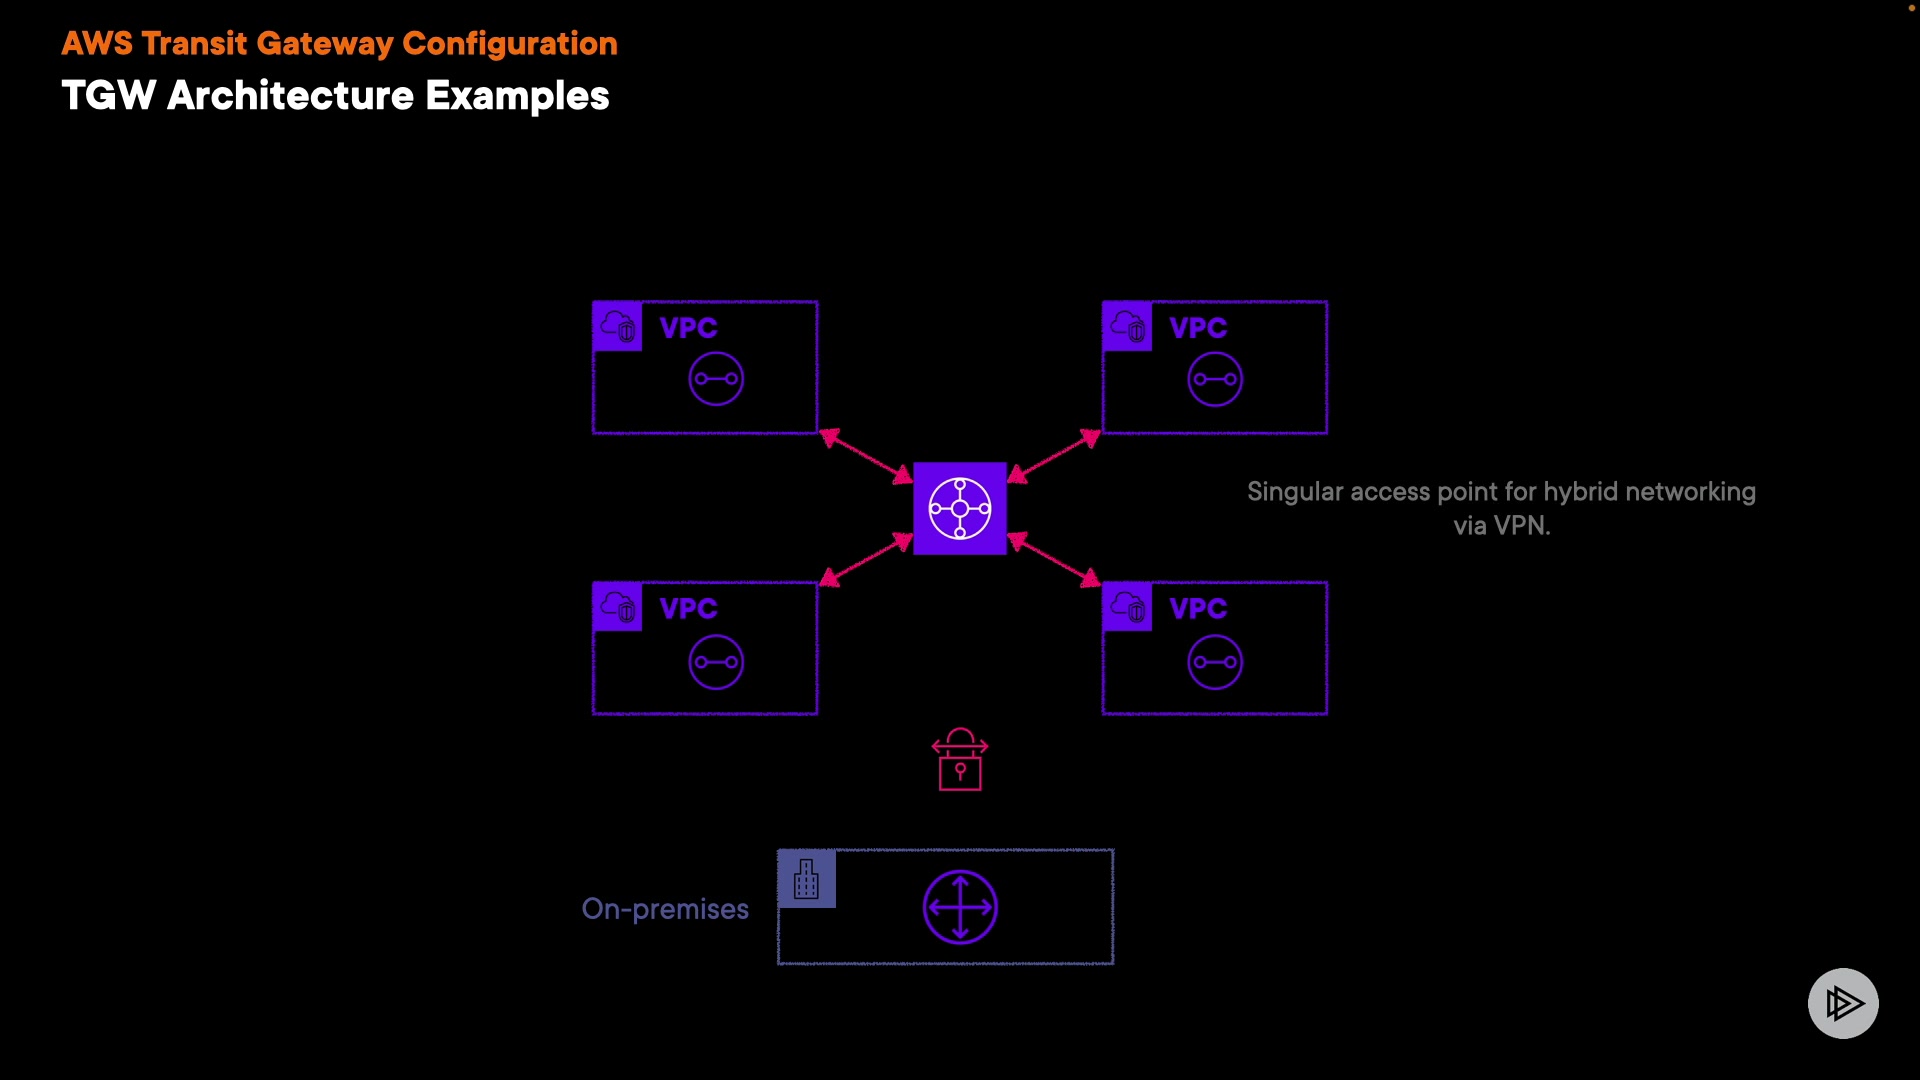 AWS Transit Gateway Configuration
TGW Architecture Examples
VPC
VPC
Singular access point for hybrid networking
via VPN.
VPC
VPC
On-premises